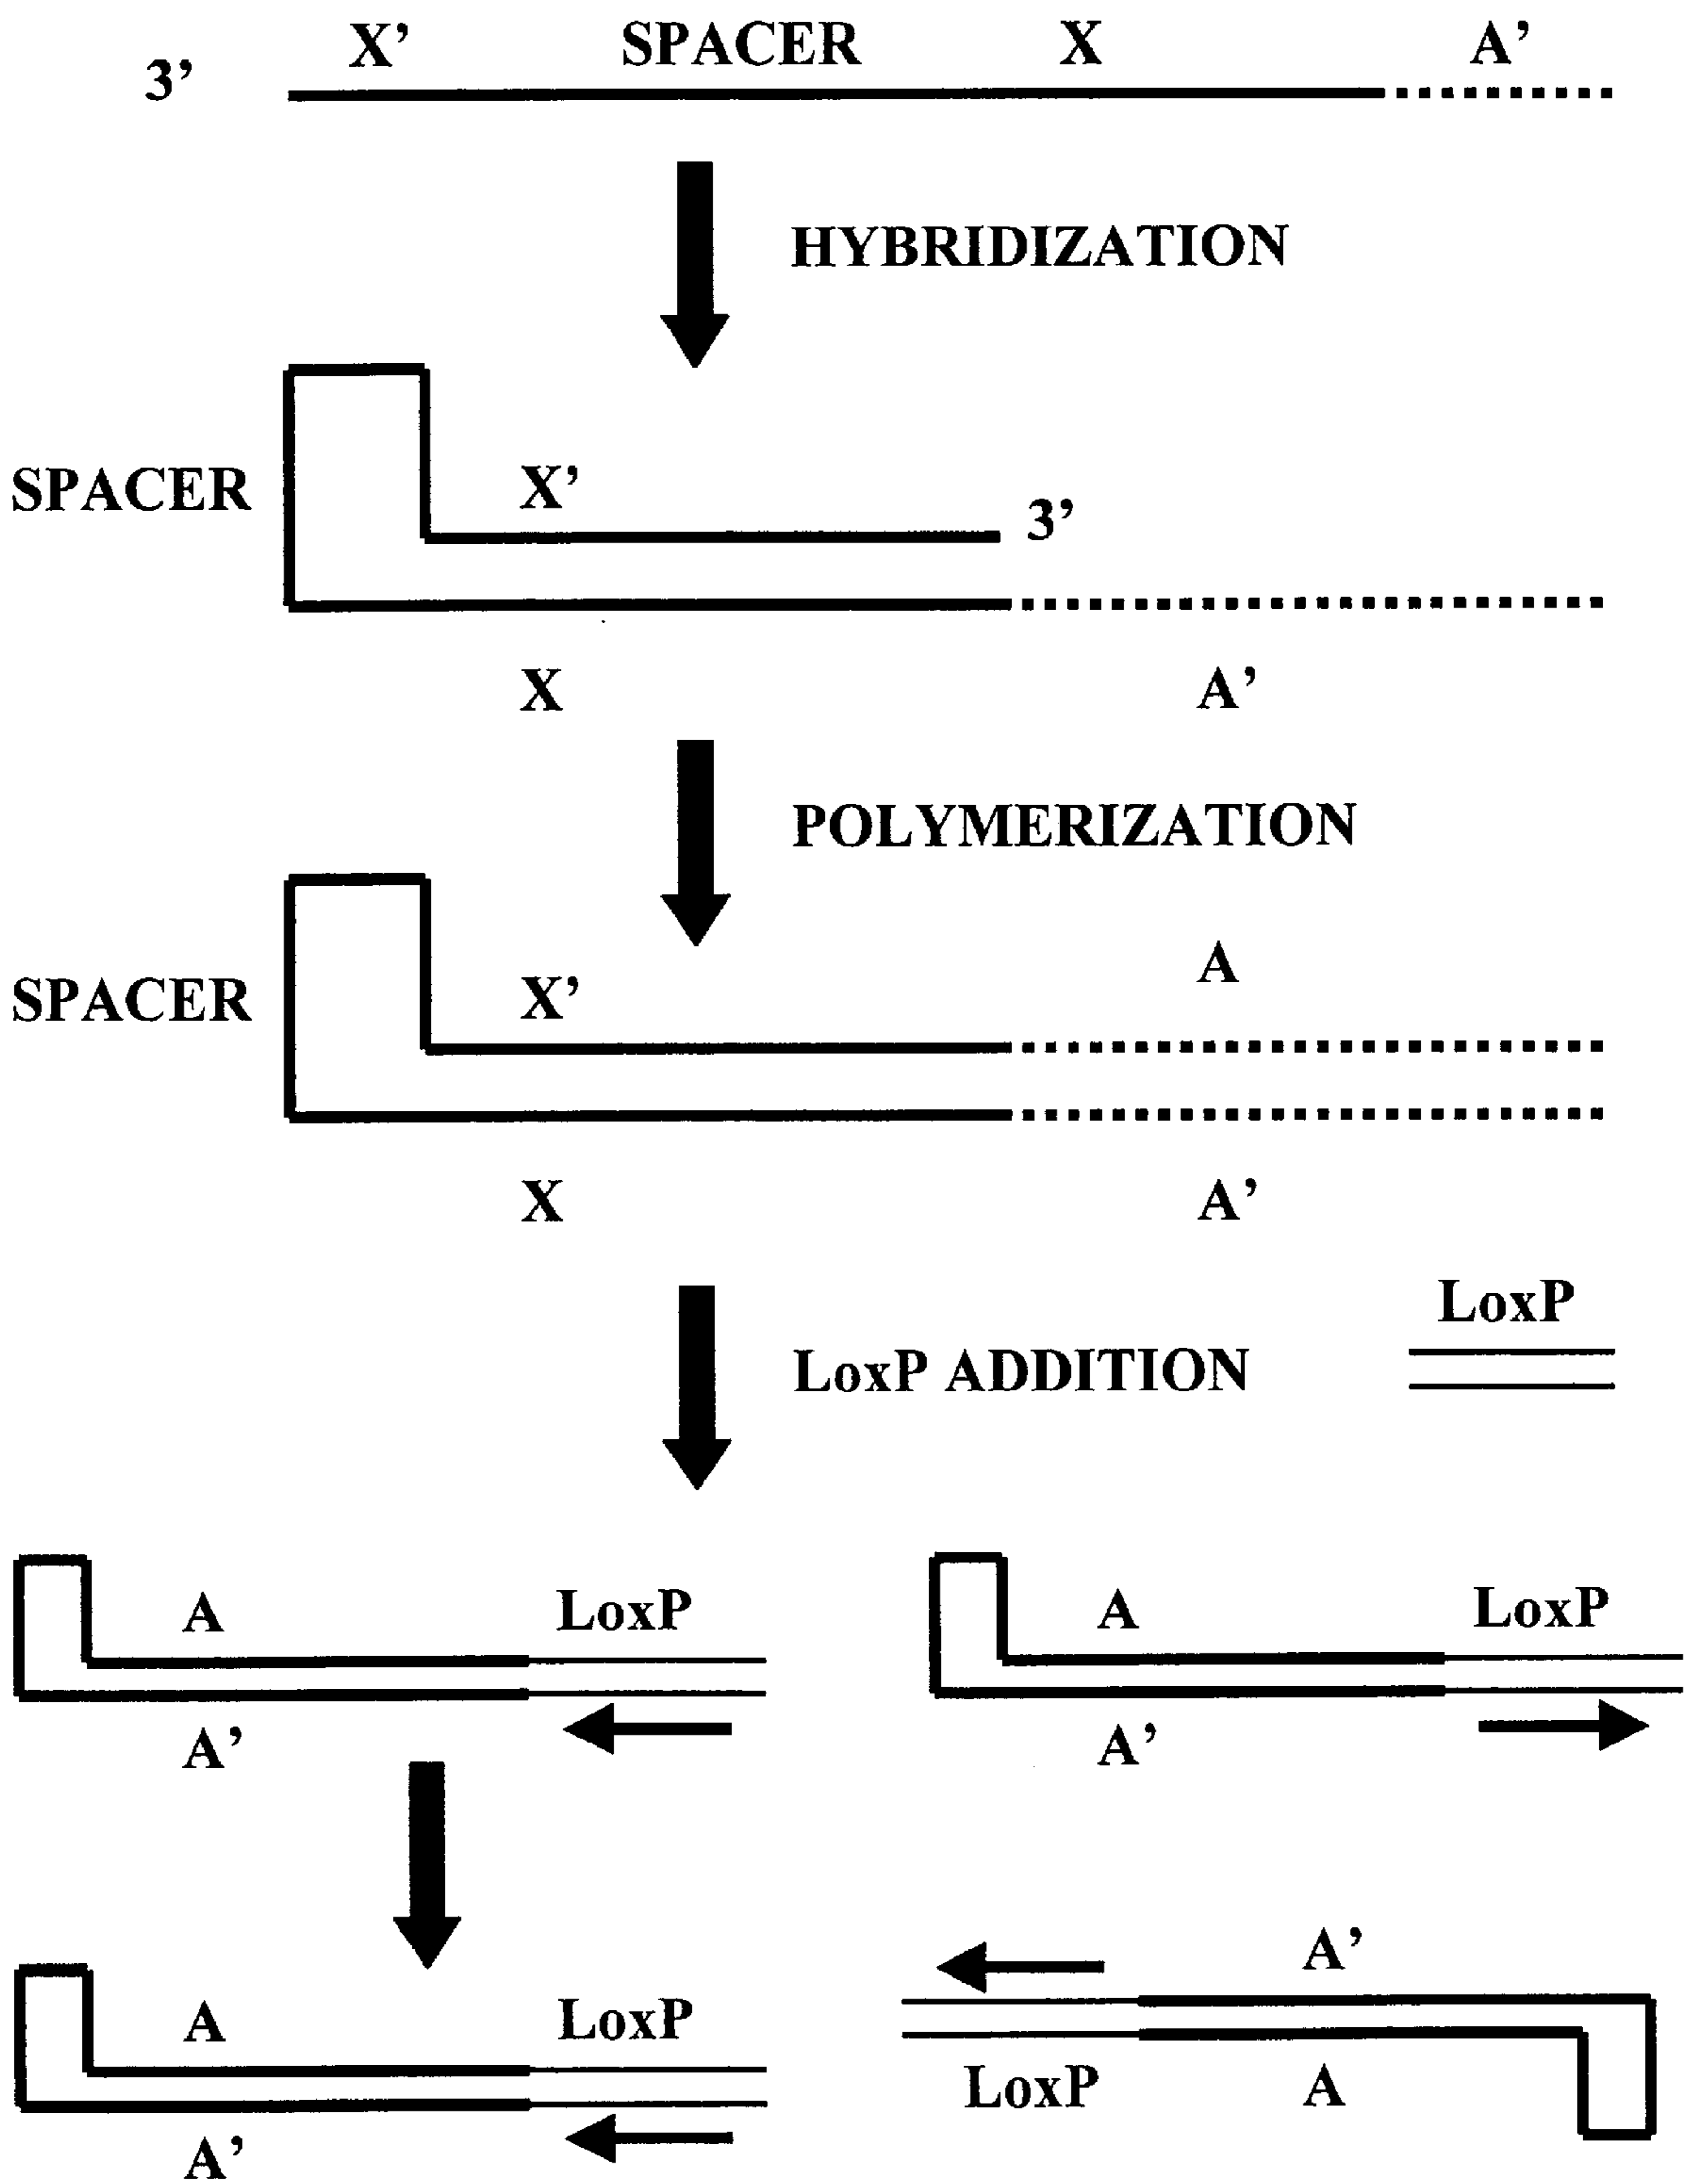 3' X' SPACER X A'
HYBRIDIZATION
SPACER X' 3'
X A'
POLYMERIZATION
A
SPACER X'
X A'
LoxP
LoxP ADDITION
A LoxP A LoxP
A' A'
A'
A LoxP
LoxP A
A'